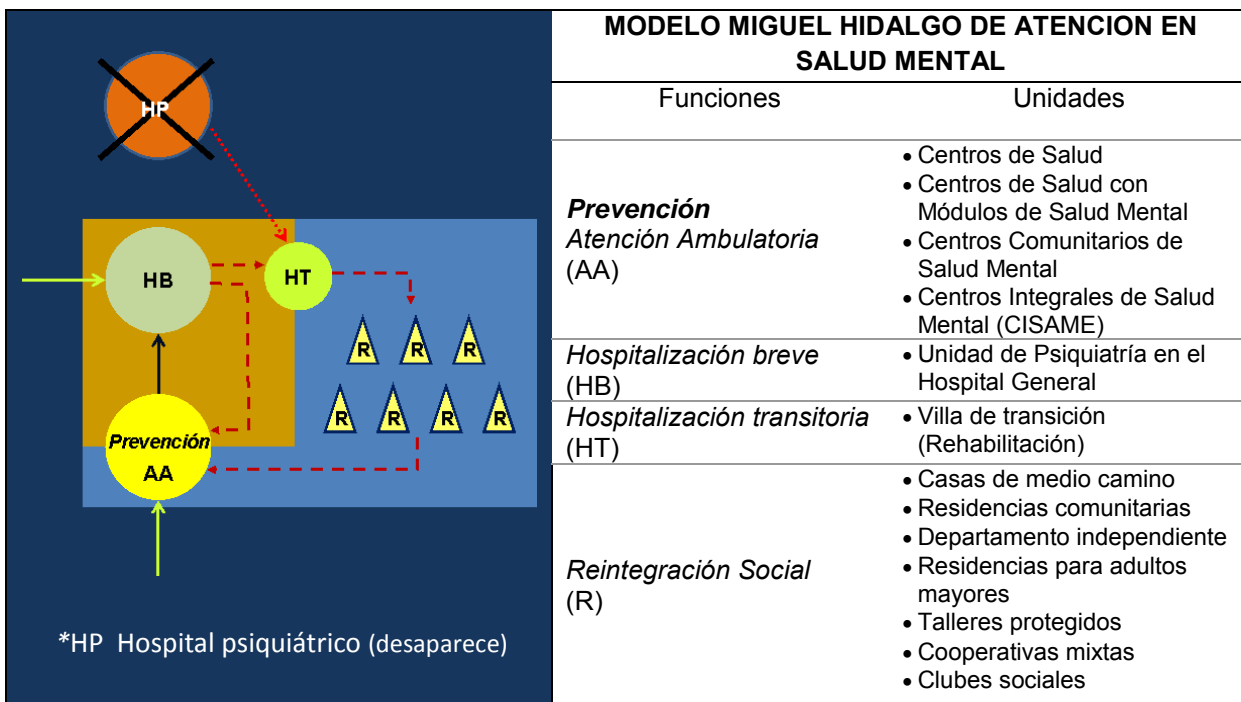 HP
HB
HT
R R R
R R R R
Prevención
AA
*HP Hospital psiquiátrico (desaparece)
MODELO MIGUEL HIDALGO DE ATENCION EN
SALUD MENTAL
Funciones Unidades
Prevención
Atención Ambulatoria
(AA)
• Centros de Salud
• Centros de Salud con
Módulos de Salud Mental
• Centros Comunitarios de
Salud Mental
• Centros Integrales de Salud
Mental (CISAME)
Hospitalización breve
(HB)
• Unidad de Psiquiatría en el
Hospital General
Hospitalización transitoria
(HT)
• Villa de transición
(Rehabilitación)
Reintegración Social
(R)
• Casas de medio camino
• Residencias comunitarias
• Departamento independiente
• Residencias para adultos
mayores
• Talleres protegidos
• Cooperativas mixtas
• Clubes sociales